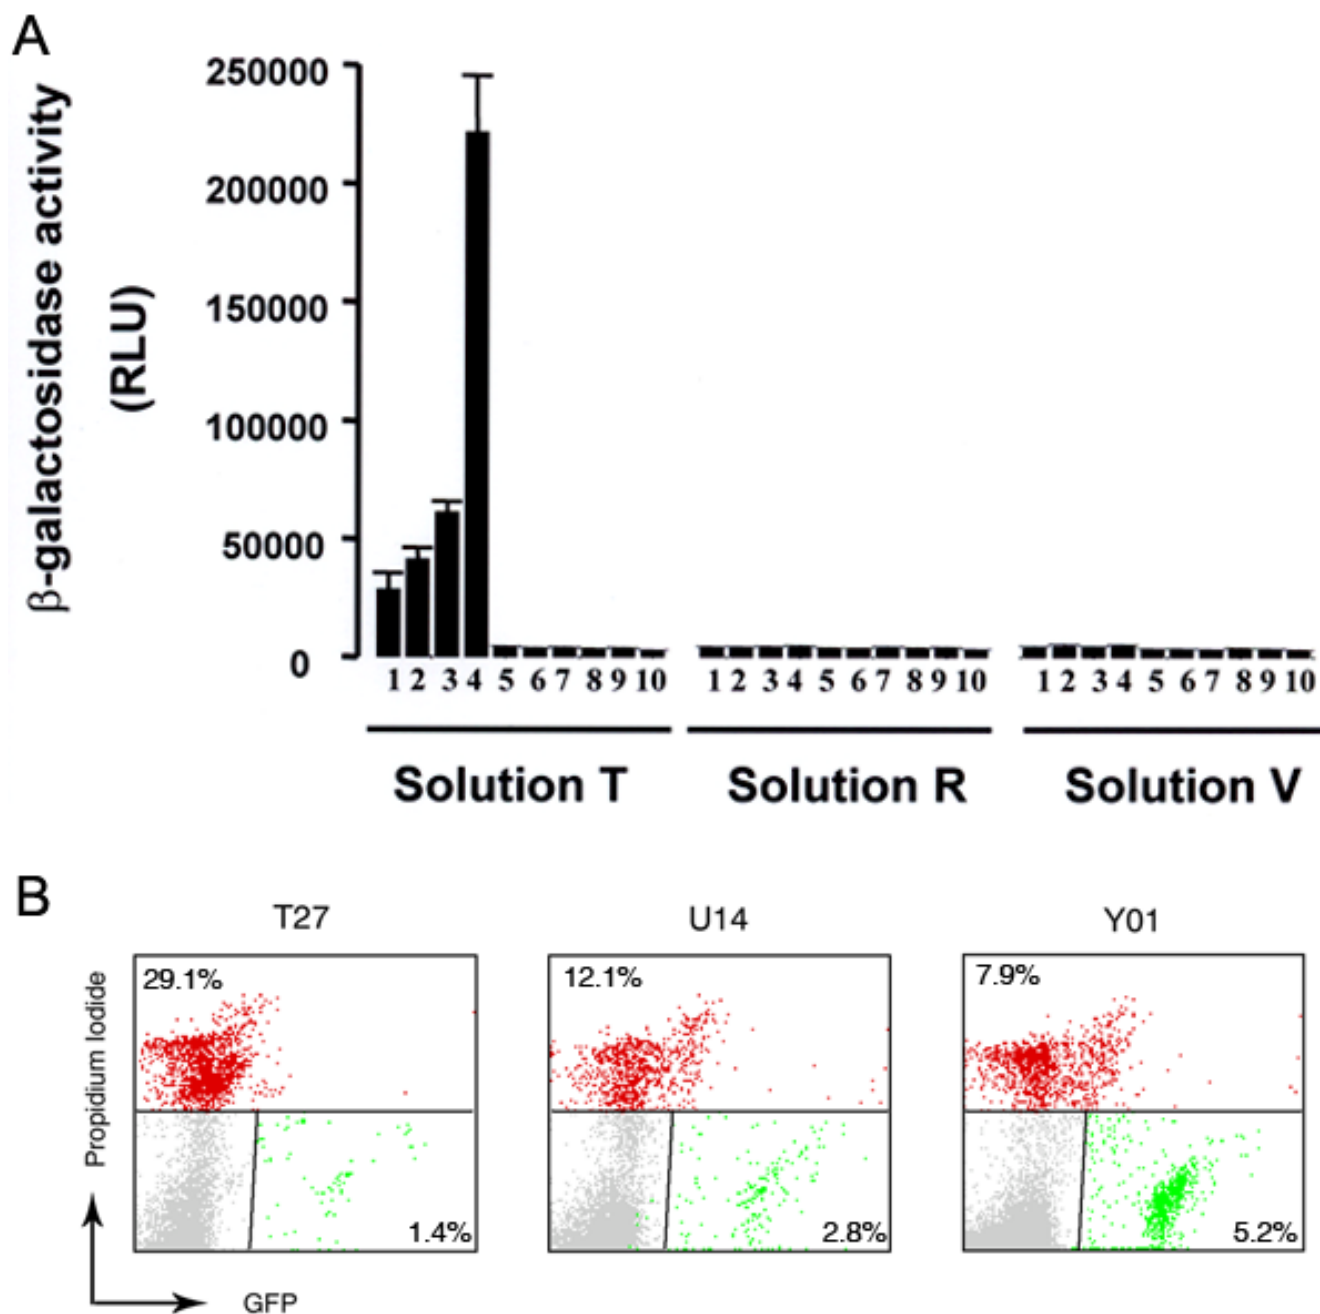 A
β-galactosidase activity
(RLU)
250000
200000
150000
100000
50000
0
1 2 3 4 5 6 7 8 9 10
1 2 3 4 5 6 7 8 9 10
1 2 3 4 5 6 7 8 9 10
Solution T
Solution R
Solution V
B
T27
U14
Y01
Propidium Iodide
29.1%
12.1%
7.9%
1.4%
2.8%
5.2%
GFP